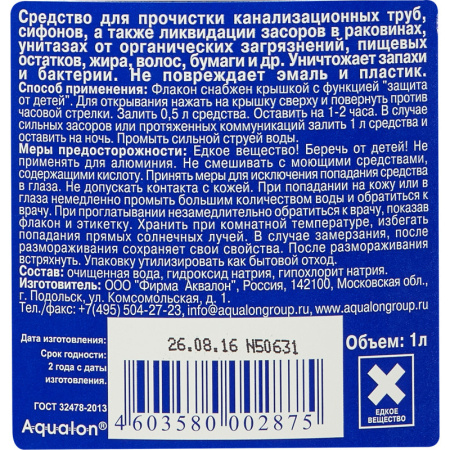 Средство для прочистки канализационных труб,
сифонов, а также ликвидации засоров в раковинах,
унитазах от органических загрязнений, пищевых
остатков, жира, волос, бумаги и др. Уничтожает запахи
и бактерии. Не повреждает эмаль и пластик.
Способ применения: Флакон снабжен крышкой с функцией "защита
от детей". Для открывания нажать на крышку сверху и повернуть против
часовой стрелки. Залить 0,5 л средства. Оставить на 1-2 часа. В случае
сильных засоров или протяженных коммуникаций залить 1 л средства и
оставить на ночь. Промыть сильной струей воды.
Меры предосторожности: Едкое вещество! Беречь от детей! Не
применять для алюминия. Не смешивать с моющими средствами,
содержащими кислоту. Принять меры для исключения попадания средства
в глаза. Не допускать контакта с кожей. При попадании на кожу или в
глаза немедленно промыть большим количеством воды и обратиться к
врачу. При проглатывании незамедлительно обратиться к врачу, показав
флакон и этикетку. Хранить при комнатной температуре, избегать
попадания прямых солнечных лучей. В случае замерзания, после
размораживания сохраняет свои свойства. После размораживания
встряхнуть. Упаковку утилизировать как бытовой отход.
Состав: очищенная вода, гидроксид натрия, гипохлорит натрия.
Изготовитель: ООО "Фирма Аквалон", Россия, 142100, Московская обл.,
г. Подольск, ул. Комсомольская, д. 1.
Тел./факс: +7(495) 504-27-23, info@aqualongroup.ru, www.aqualongroup.ru
Дата изготовления:
26.08.16 N50631
Объем: 1л
Срок годности:
2 года с даты
изготовления.
ГОСТ 32478-2013
Aqualon®
4 603580 002875
ЕДКОЕ
ВЕЩЕСТВО